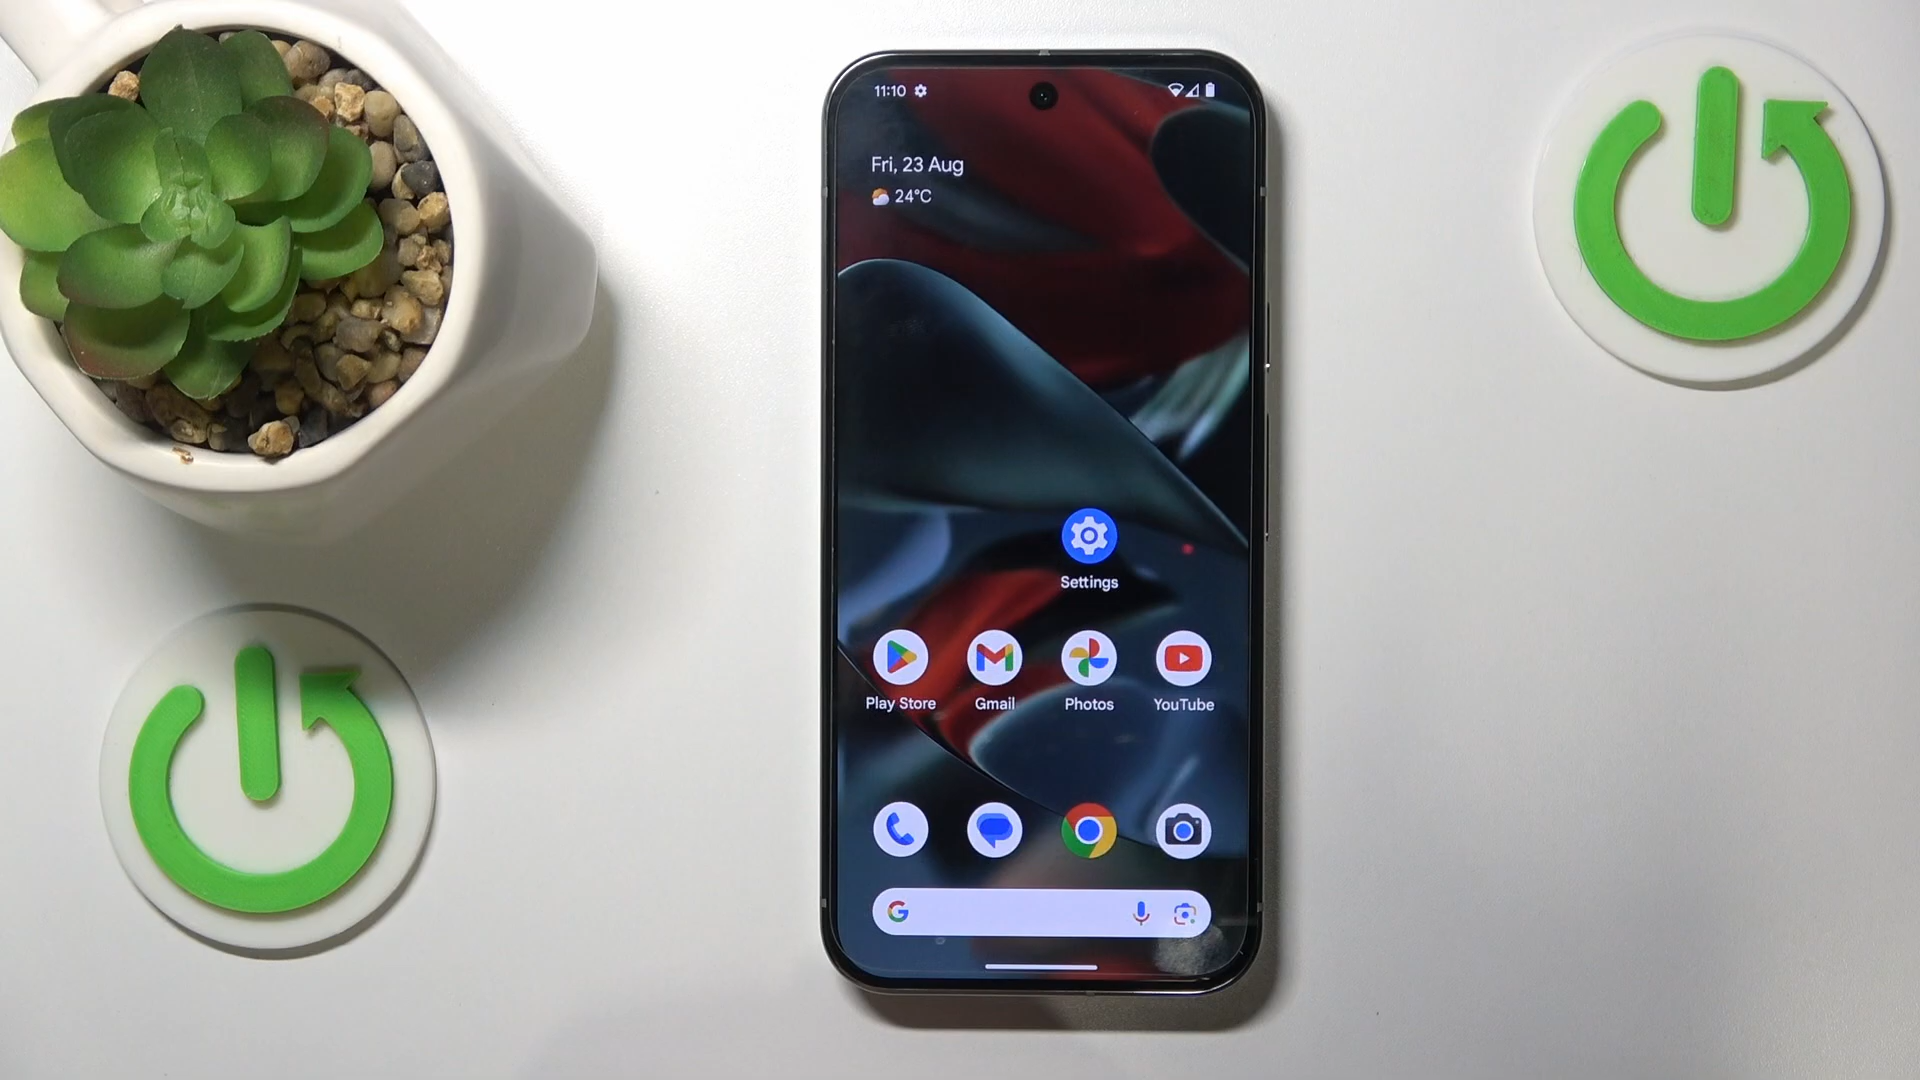 11:10
Fri, 23 Aug
24°C
Settings
Play Store
Gmail
Photos
YouTube
G